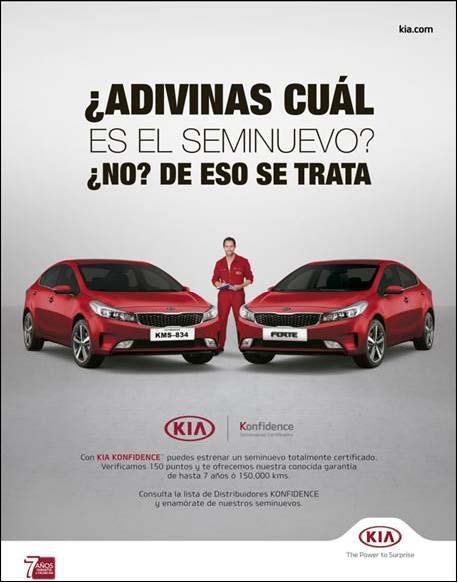 kia.com
¿ADIVINAS CUÁL
ES EL SEMINUEVO?
¿NO? DE ESO SE TRATA
KMS-834
FORTE
KIA
Konfidence
Seminuevos Certificados
Con KIA KONFIDENCE™ puedes estrenar un seminuevo totalmente certificado.
Verificamos 150 puntos y te ofrecemos nuestra conocida garantía
de hasta 7 años ó 150,000 kms.
Consulta la lista de Distribuidores KONFIDENCE
y enamórate de nuestros seminuevos.
7 AÑOS
KIA
The Power to Surprise